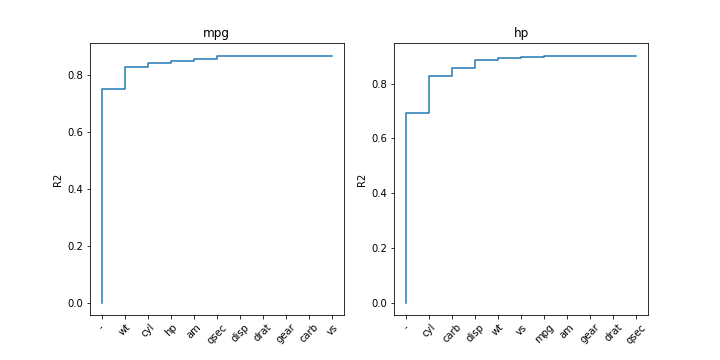 mpg
R2
0.8
0.6
0.4
0.2
0.0
- wt cyl hp am qsec disp drat gear carb vs
hp
R2
0.8
0.6
0.4
0.2
0.0
- cyl carb disp wt vs mpg am gear drat qsec